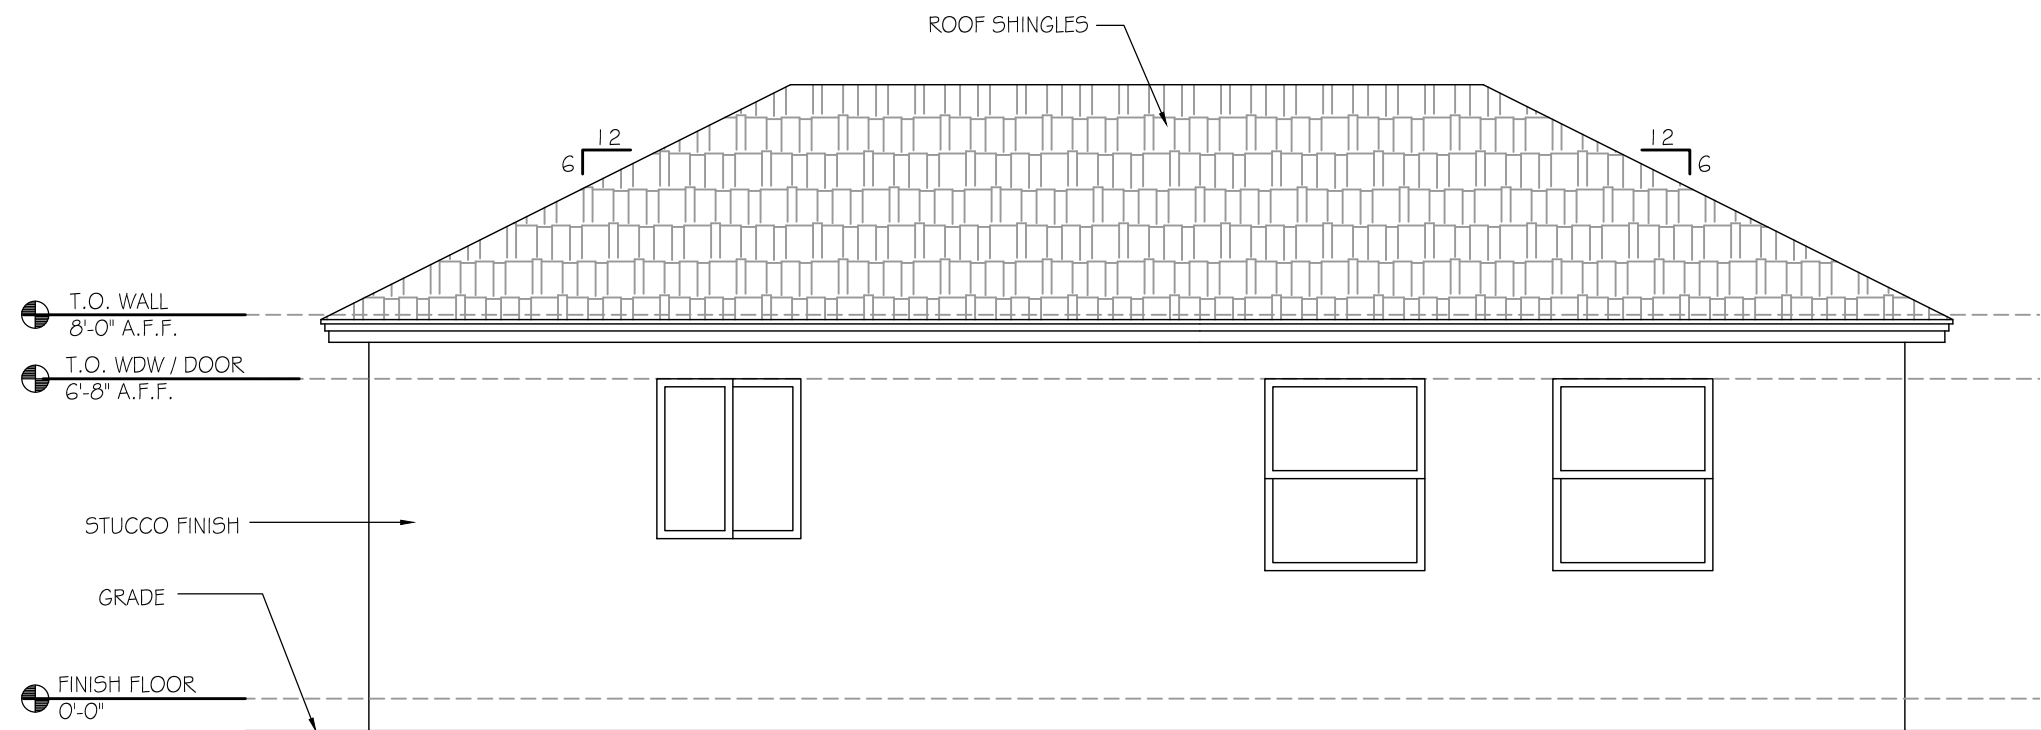 ROOF SHINGLES
12
6
12
6
T.O. WALL
8'-0" A.F.F.
T.O. WDW / DOOR
6'-8" A.F.F.
STUCCO FINISH
GRADE
FINISH FLOOR
0'-0"